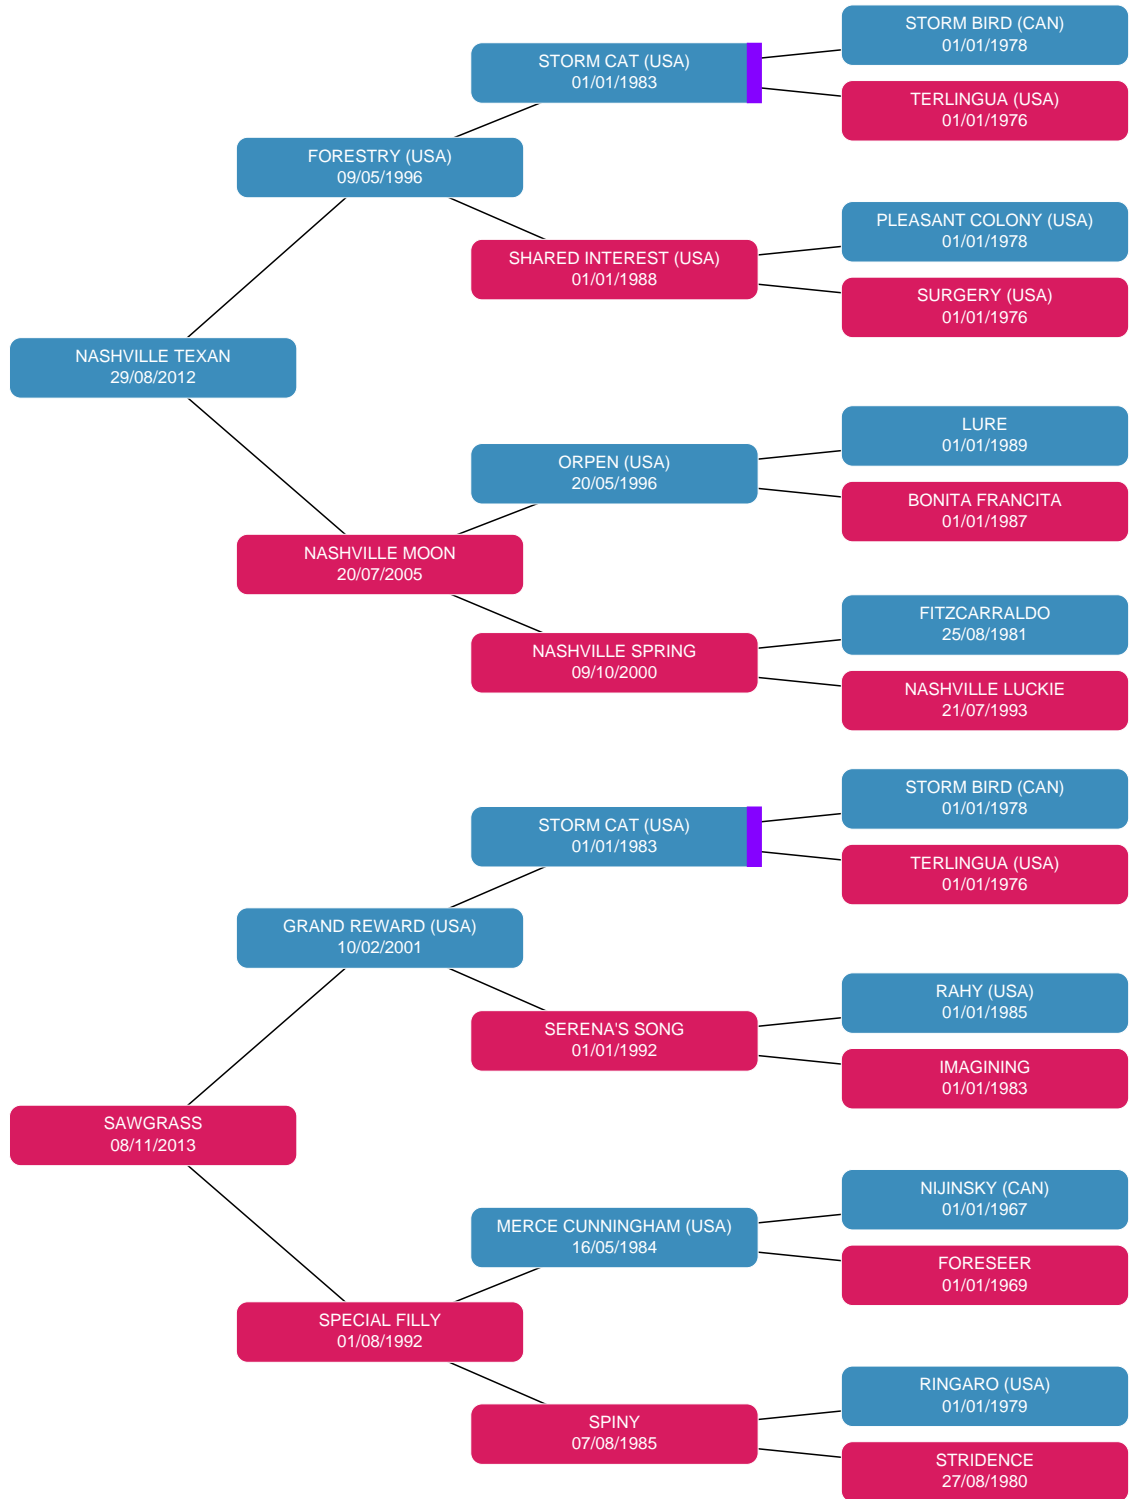 STORM BIRD (CAN)
01/01/1978
STORM CAT (USA)
01/01/1983
TERLINGUA (USA)
01/01/1976
FORESTRY (USA)
09/05/1996
PLEASANT COLONY (USA)
01/01/1978
SHARED INTEREST (USA)
01/01/1988
SURGERY (USA)
01/01/1976
NASHVILLE TEXAN
29/08/2012
LURE
01/01/1989
ORPEN (USA)
20/05/1996
BONITA FRANCITA
01/01/1987
NASHVILLE MOON
20/07/2005
FITZCARRALDO
25/08/1981
NASHVILLE SPRING
09/10/2000
NASHVILLE LUCKIE
21/07/1993
STORM BIRD (CAN)
01/01/1978
STORM CAT (USA)
01/01/1983
TERLINGUA (USA)
01/01/1976
GRAND REWARD (USA)
10/02/2001
RAHY (USA)
01/01/1985
SERENA'S SONG
01/01/1992
IMAGINING
01/01/1983
SAWGRASS
08/11/2013
NIJINSKY (CAN)
01/01/1967
MERCE CUNNINGHAM (USA)
16/05/1984
FORESEER
01/01/1969
SPECIAL FILLY
01/08/1992
RINGARO (USA)
01/01/1979
SPINY
07/08/1985
STRIDENCE
27/08/1980